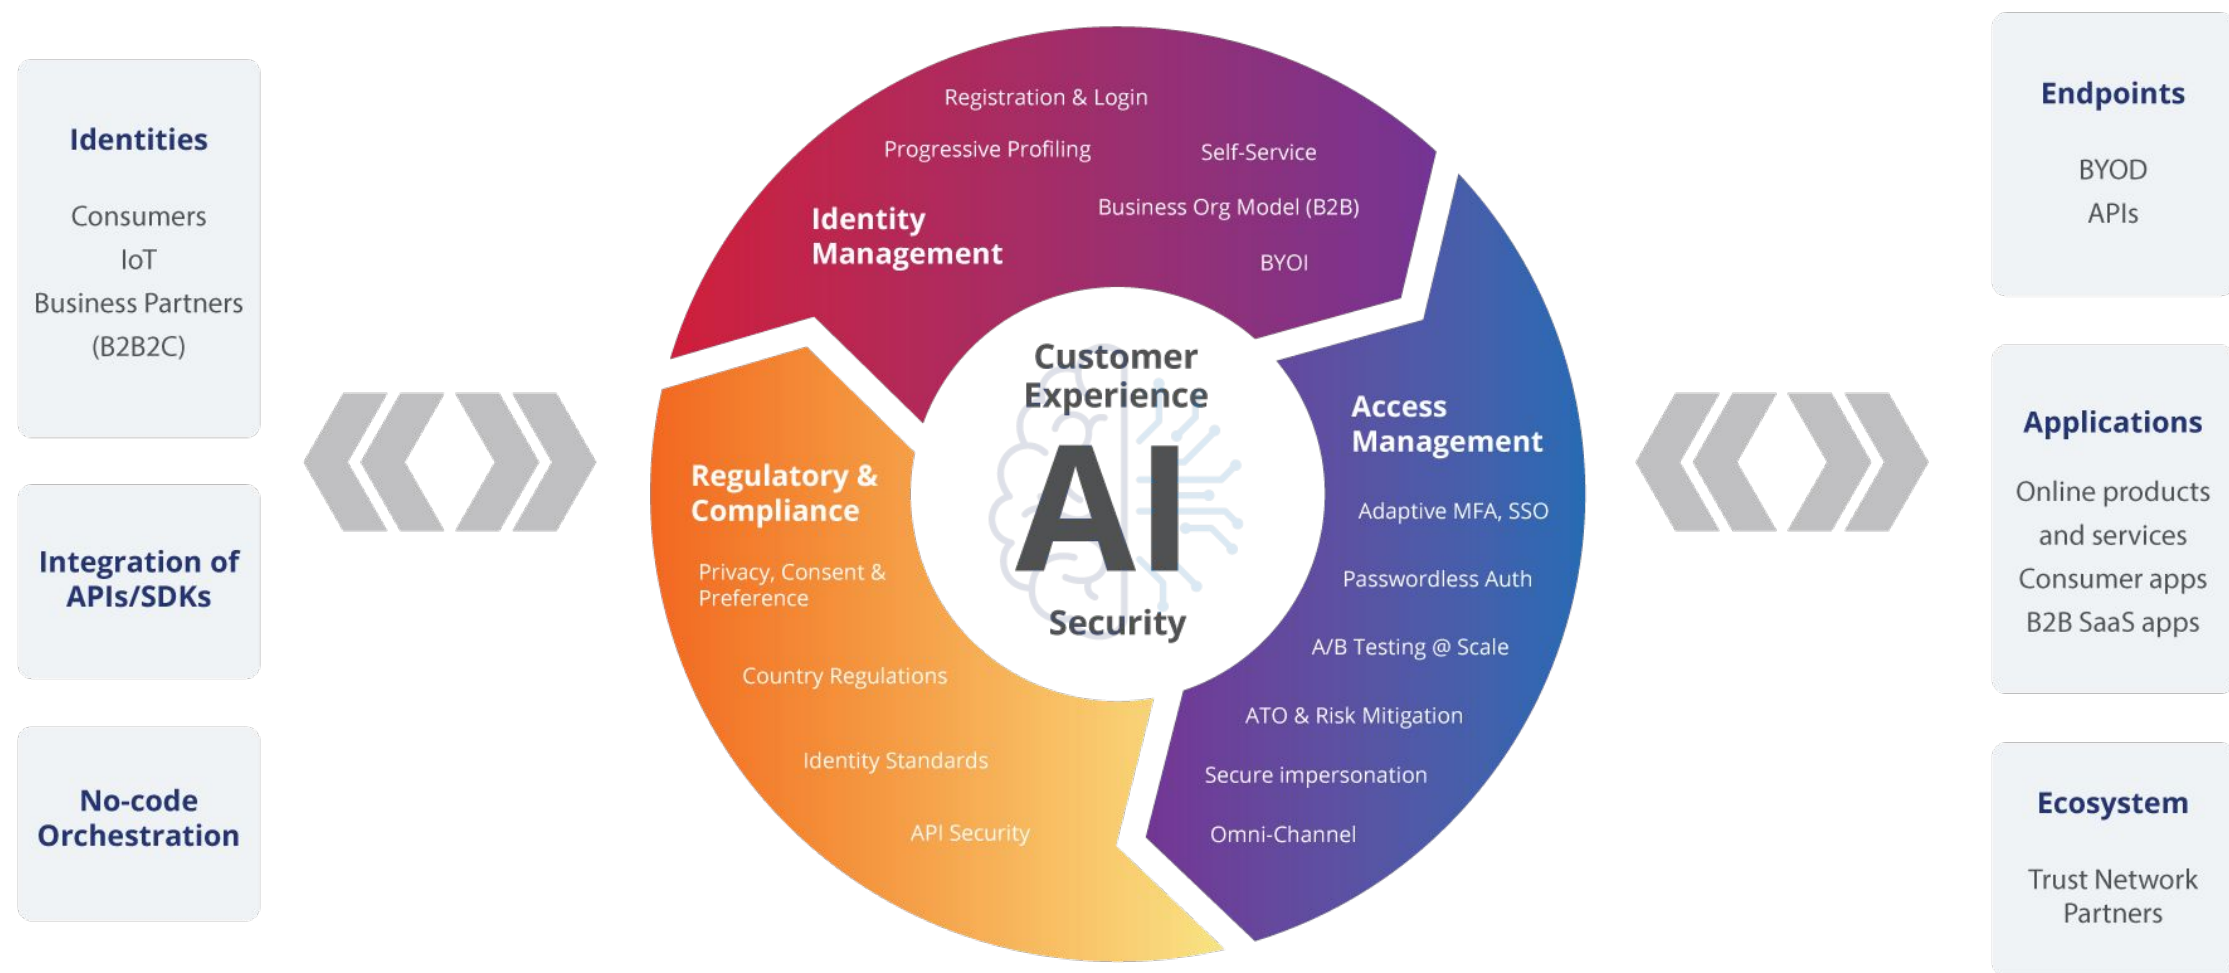 Identities
Consumers
IoT
Business Partners
(B2B2C)
Integration of
APIs/SDKs
No-code
Orchestration
Registration & Login
Progressive Profiling
Self-Service
Identity
Management
Business Org Model (B2B)
BYOI
Customer
Experience
AI
Security
Access
Management
Adaptive MFA, SSO
Passwordless Auth
A/B Testing @ Scale
ATO & Risk Mitigation
Secure impersonation
Omni-Channel
Regulatory &
Compliance
Privacy, Consent &
Preference
Country Regulations
Identity Standards
API Security
Endpoints
BYOD
APIs
Applications
Online products
and services
Consumer apps
B2B SaaS apps
Ecosystem
Trust Network
Partners